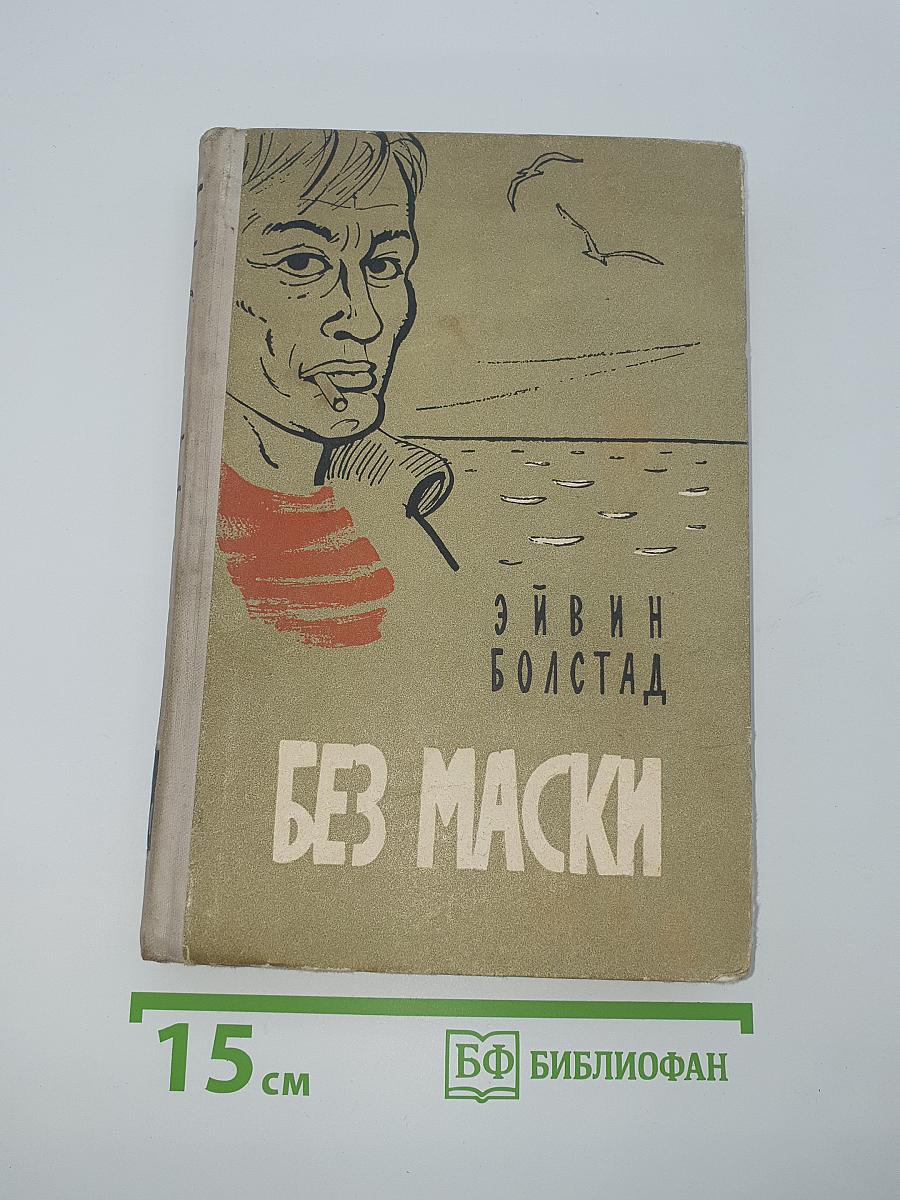 ЭЙВИН
БОЛСТАД
БЕЗ МАСКИ
15 см
БФ БИБЛИОФАН